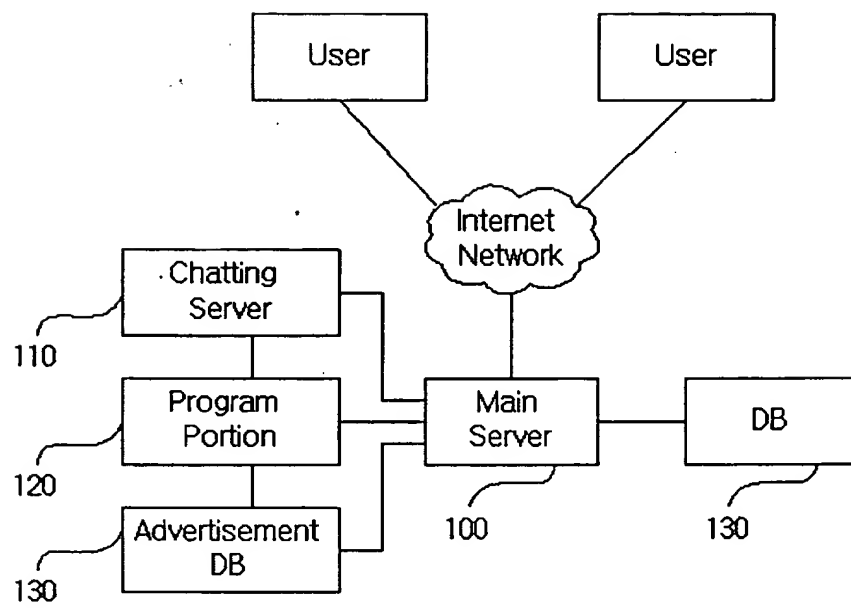 User
User
Internet
Network
Chatting
Server
110
Program
Portion
Main
Server
DB
120
100
130
Advertisement
DB
130